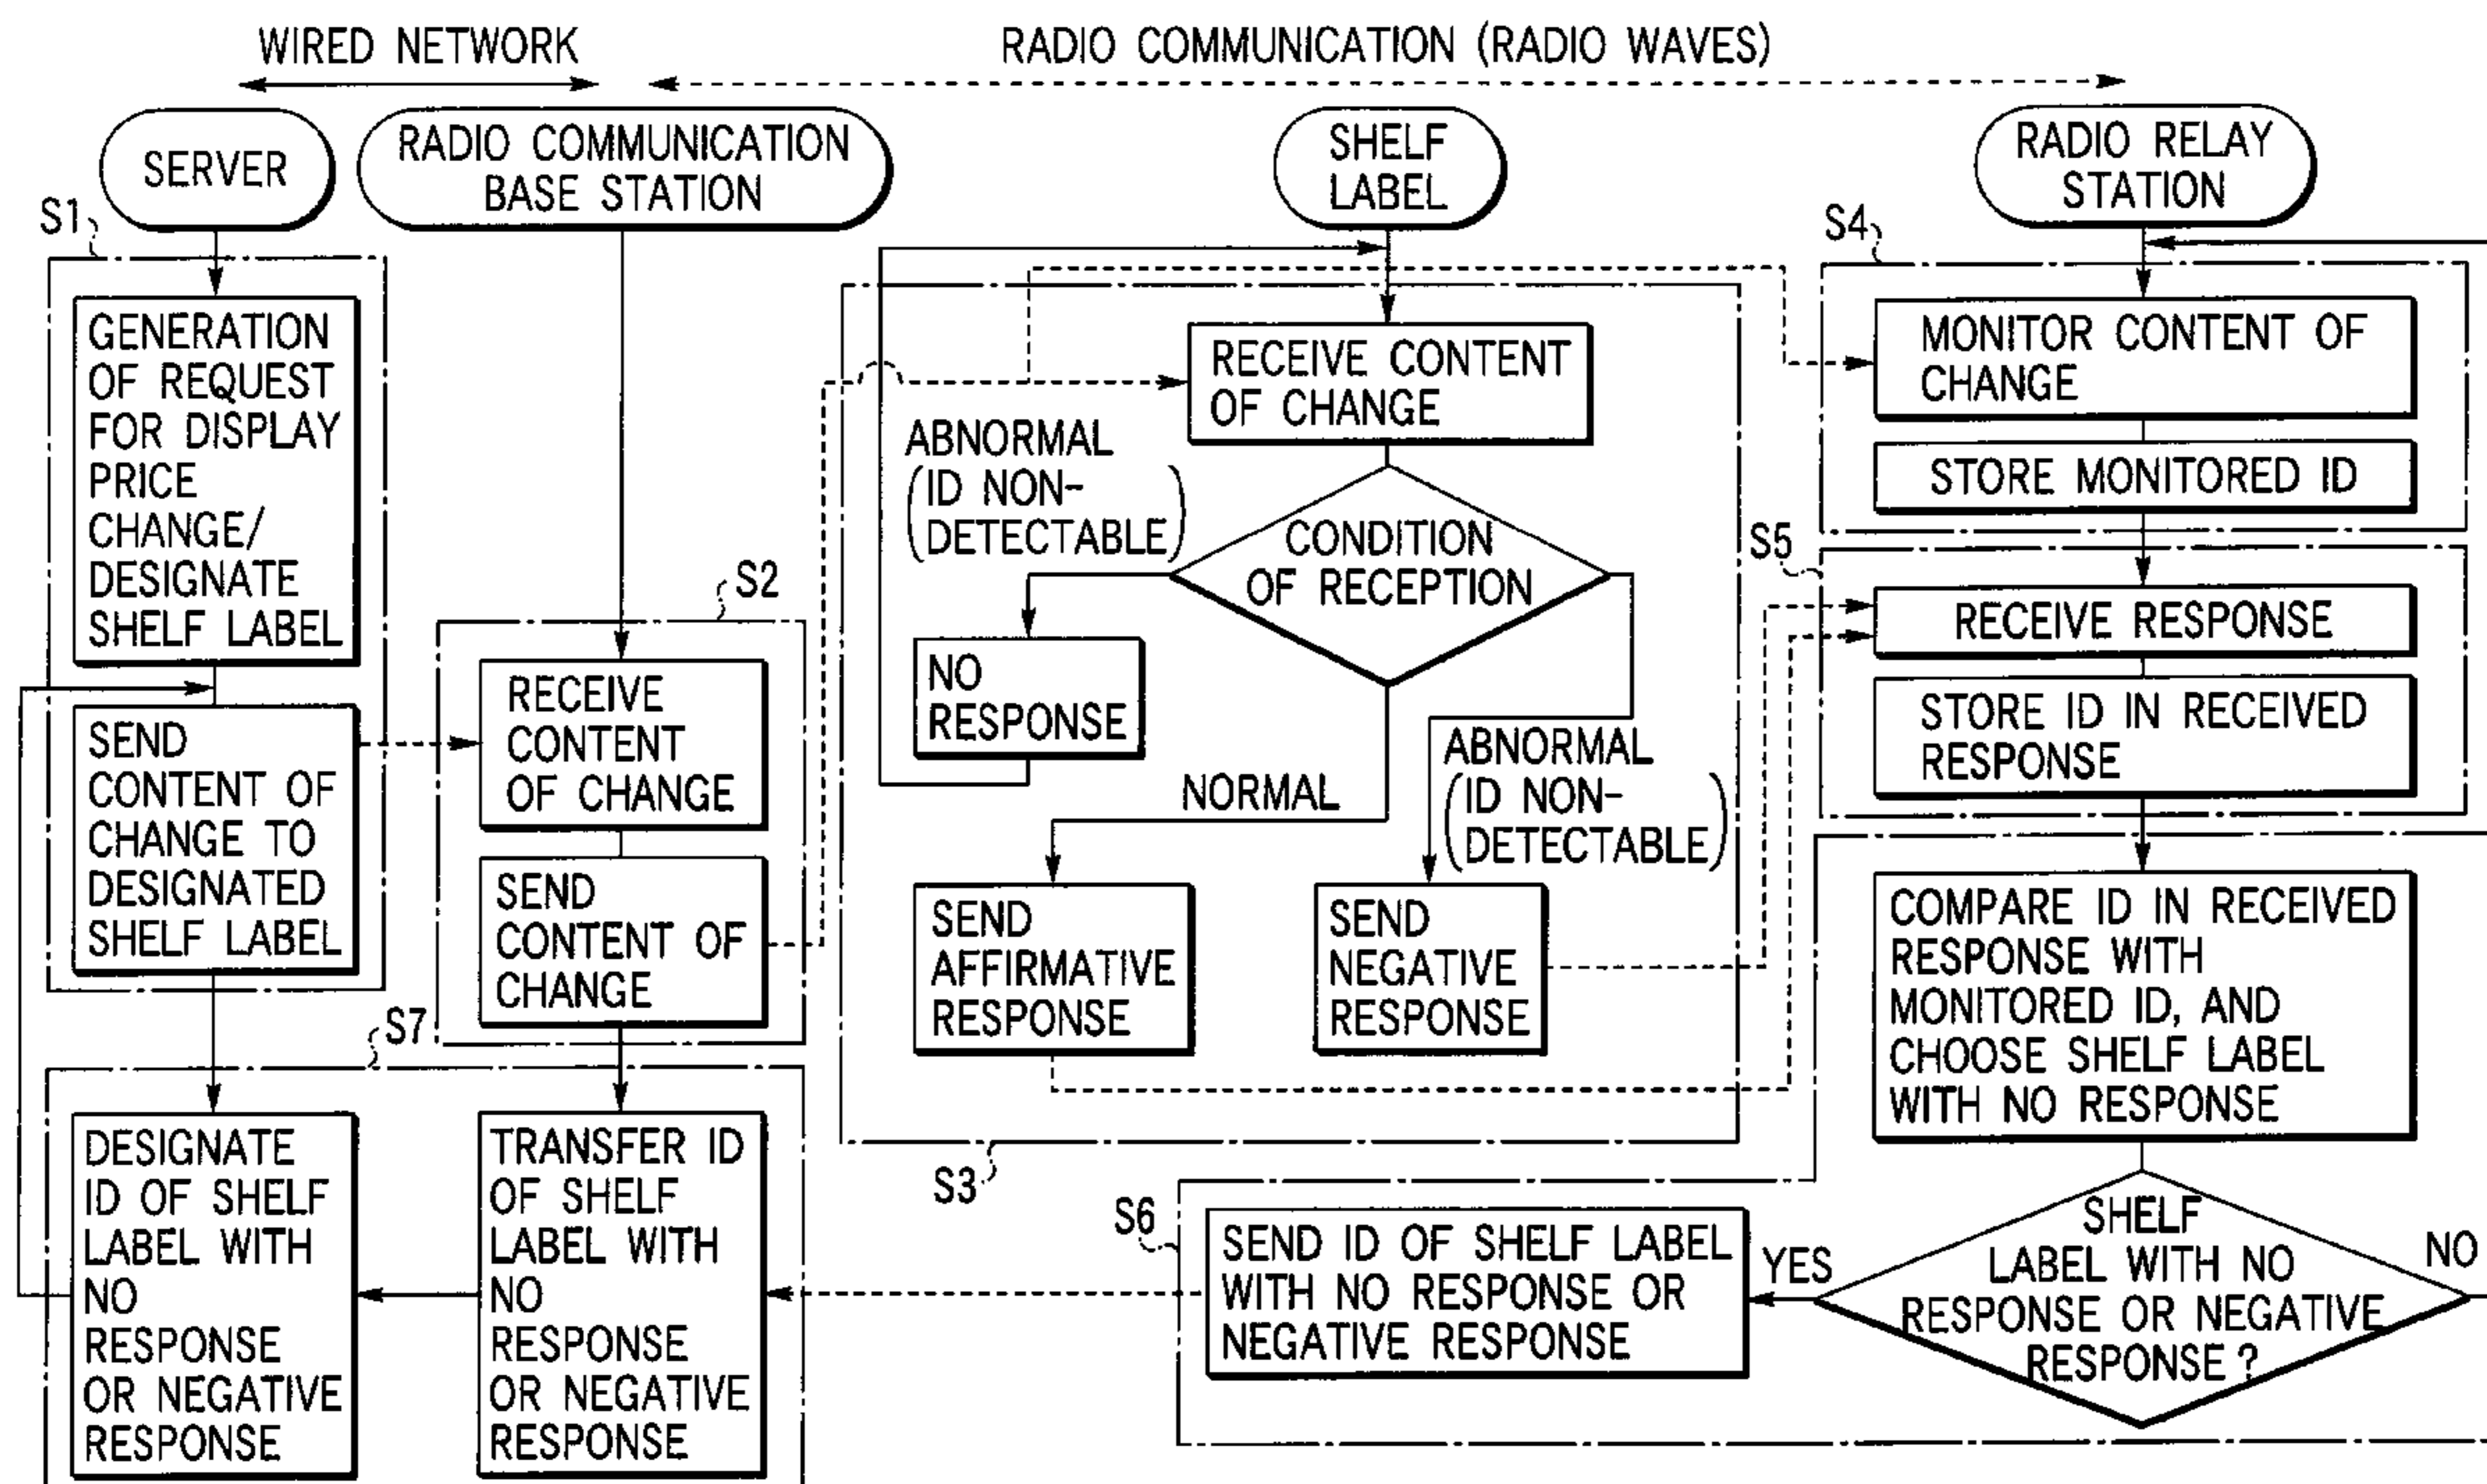 WIRED NETWORK
RADIO COMMUNICATION (RADIO WAVES)
SERVER
RADIO COMMUNICATION
BASE STATION
SHELF
LABEL
RADIO RELAY
STATION
S1
GENERATION
OF REQUEST
FOR DISPLAY
PRICE
CHANGE/
DESIGNATE
SHELF LABEL
SEND
CONTENT OF
CHANGE TO
DESIGNATED
SHELF LABEL
S2
RECEIVE
CONTENT
OF CHANGE
SEND
CONTENT OF
CHANGE
RECEIVE CONTENT
OF CHANGE
ABNORMAL
(ID NON-
DETECTABLE)
CONDITION
OF RECEPTION
NO
RESPONSE
NORMAL
ABNORMAL
(ID NON-
DETECTABLE)
SEND
AFFIRMATIVE
RESPONSE
SEND
NEGATIVE
RESPONSE
S3
S4
MONITOR CONTENT OF
CHANGE
STORE MONITORED ID
S5
RECEIVE RESPONSE
STORE ID IN RECEIVED
RESPONSE
COMPARE ID IN RECEIVED
RESPONSE WITH
MONITORED ID, AND
CHOOSE SHELF LABEL
WITH NO RESPONSE
SHELF
LABEL WITH NO
RESPONSE OR NEGATIVE
RESPONSE?
NO
YES
S6
SEND ID OF SHELF LABEL
WITH NO RESPONSE OR
NEGATIVE RESPONSE
S7
TRANSFER ID
OF SHELF
LABEL WITH
NO
RESPONSE
OR NEGATIVE
RESPONSE
DESIGNATE
ID OF SHELF
LABEL WITH
NO
RESPONSE
OR NEGATIVE
RESPONSE